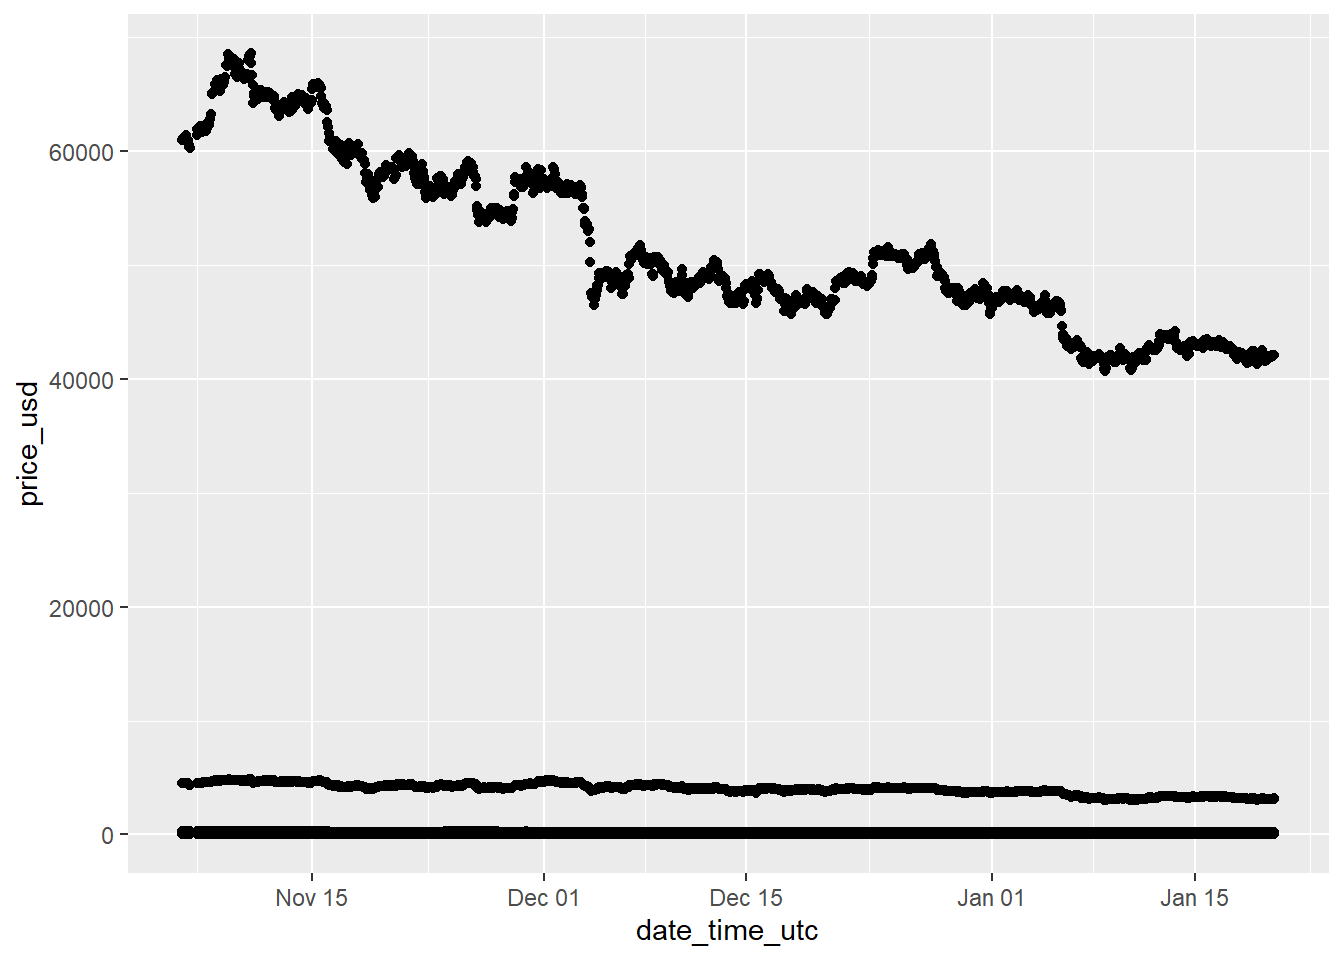 60000
40000
20000
0
price_usd
Nov 15
Dec 01
Dec 15
Jan 01
Jan 15
date_time_utc